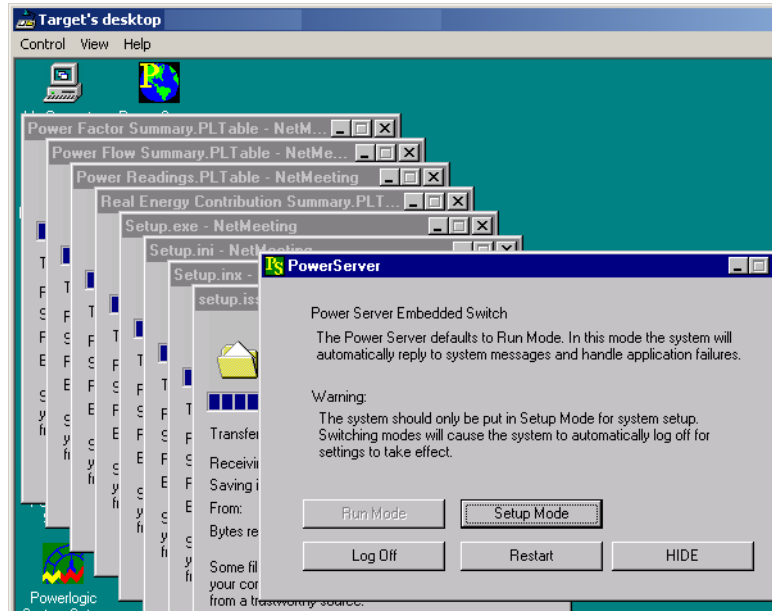 Target's desktop
Control View Help
Power Factor Summary.PLTable - NetM...
Power Flow Summary.PLTable - NetMe...
Power Readings.PLTable - NetMeeting
Real Energy Contribution Summary.PLT...
Setup.exe - NetMeeting
Setup.ini - NetMeeting
Setup.inx -
setup.iss
PowerServer
Power Server Embedded Switch
The Power Server defaults to Run Mode. In this mode the system will
automatically reply to system messages and handle application failures.
Warning:
The system should only be put in Setup Mode for system setup.
Switching modes will cause the system to automatically log off for
settings to take effect.
Run Mode
Setup Mode
Log Off
Restart
HIDE
Transfer
Receivi
Saving i
From:
Bytes re
Some fil
your cor
from a trustworthy source.
Powerlogic